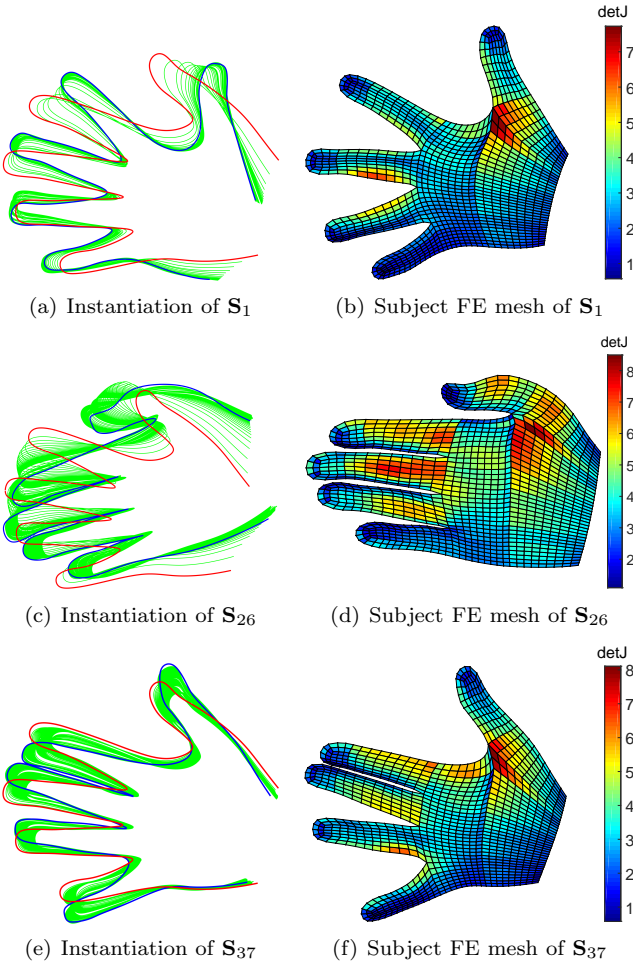 detJ
7
6
5
4
3
2
1
(a) Instantiation of S1
(b) Subject FE mesh of S1
detJ
8
7
6
5
4
3
2
1
(c) Instantiation of S26
(d) Subject FE mesh of S26
detJ
8
7
6
5
4
3
2
1
(e) Instantiation of S37
(f) Subject FE mesh of S37